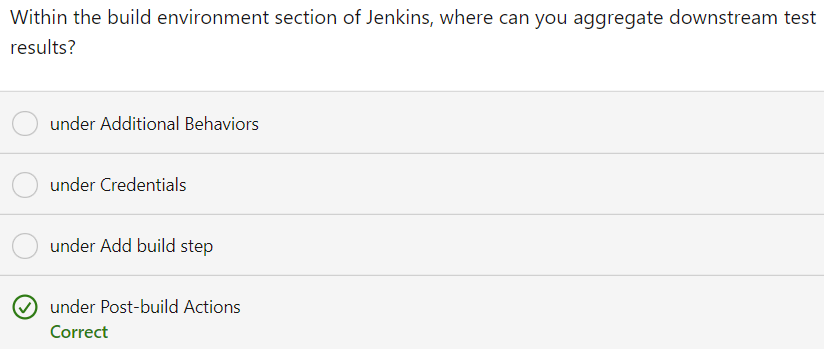 Within the build environment section of Jenkins, where can you aggregate downstream test
results?
under Additional Behaviors
under Credentials
under Add build step
under Post-build Actions
Correct